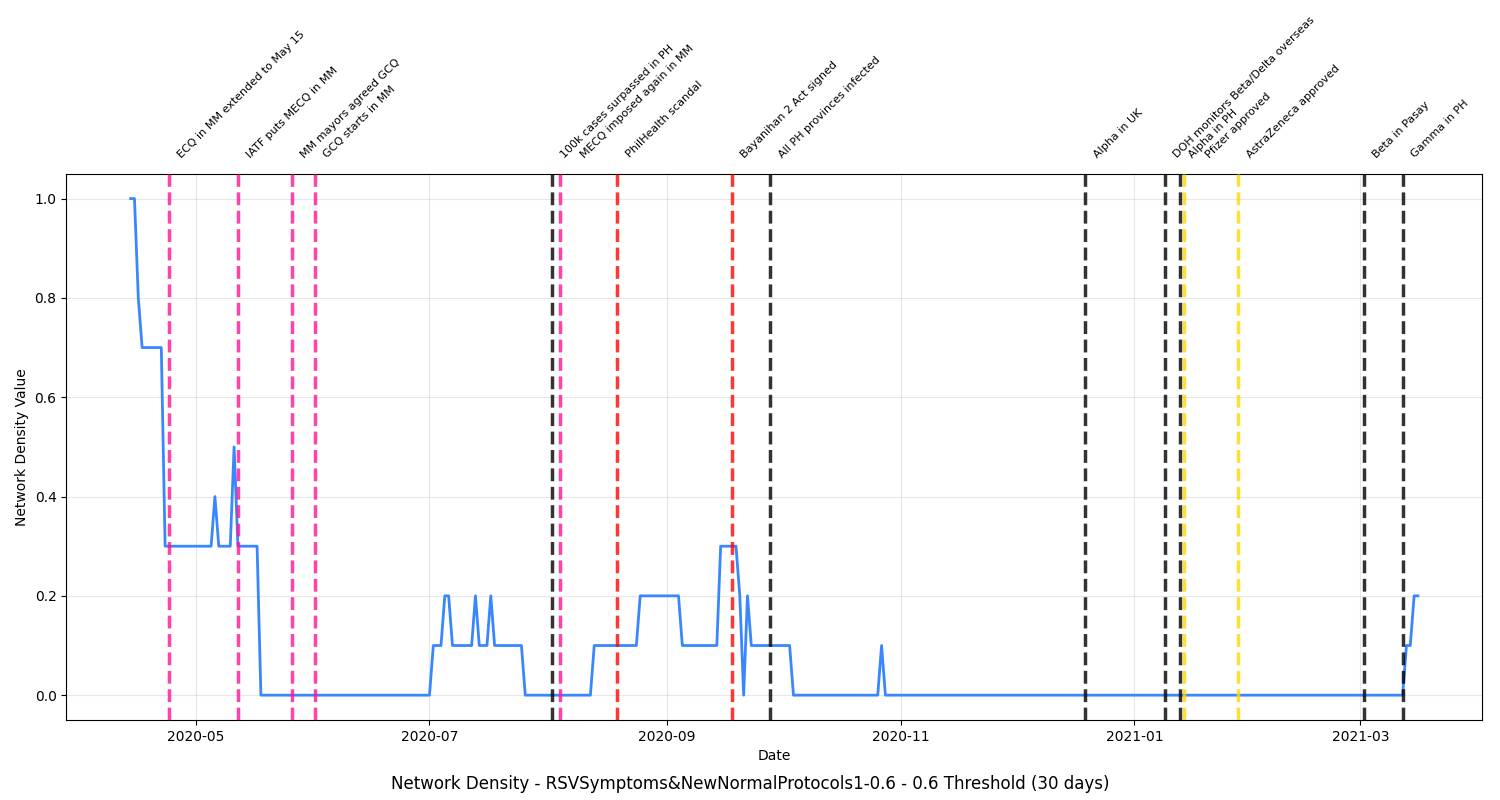 ECQ in MM extended to May 15
IATF puts MECQ in MM
MM mayors agreed GCQ
GCQ starts in MM
100k cases surpassed in PH
MECQ imposed again in MM
PhilHealth scandal
Bayanihan 2 Act signed
All PH provinces infected
Alpha in UK
DOH monitors Beta/Delta overseas
Alpha in PH
Pfizer approved
AstraZeneca approved
Beta in Pasay
Gamma in PH
Network Density Value
1.0
0.8
0.6
0.4
0.2
0.0
2020-05
2020-07
2020-09
2020-11
2021-01
2021-03
Date
Network Density - RSVSymptoms&NewNormalProtocols1-0.6 - 0.6 Threshold (30 days)